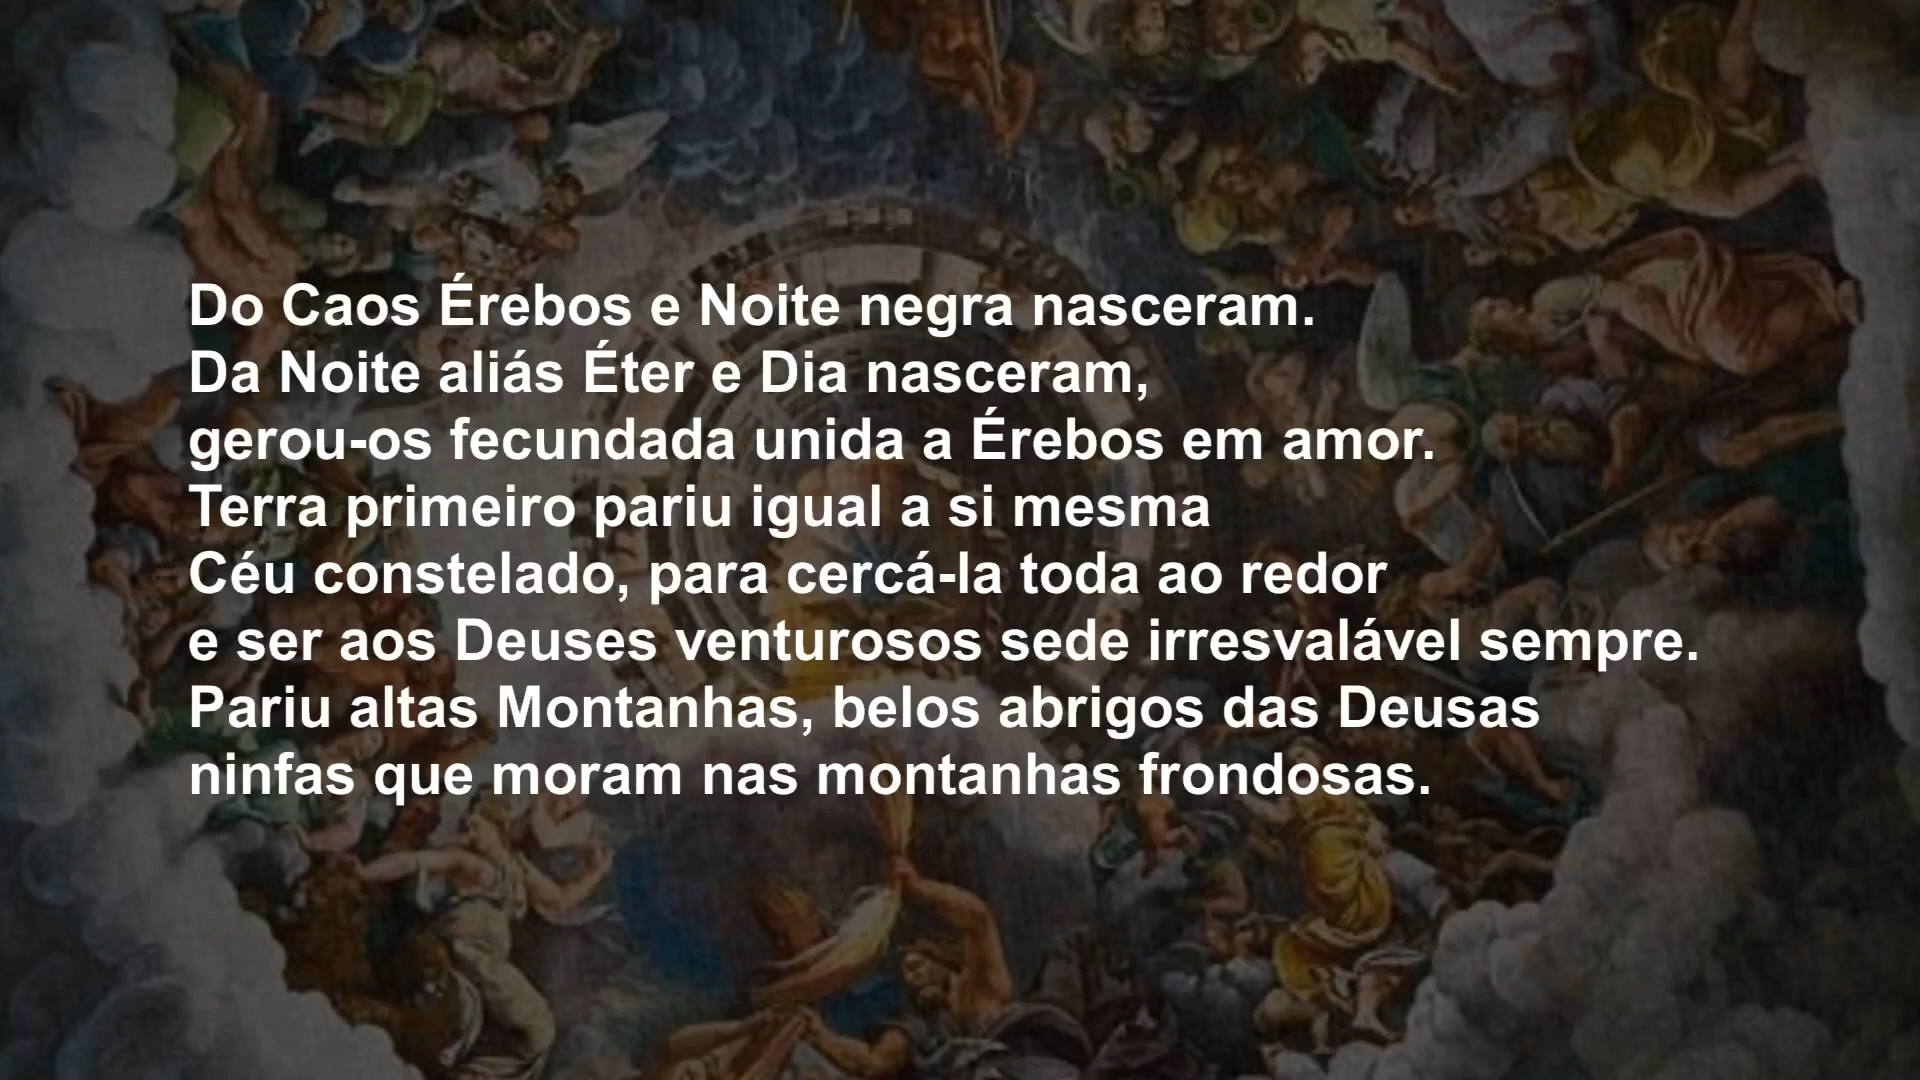 Do Caos Érebos e Noite negra nasceram.
Da Noite aliás Éter e Dia nasceram,
gerou-os fecundada unida a Érebos em amor.
Terra primeiro pariu igual a si mesma
Céu constelado, para cercá-la toda ao redor
e ser aos Deuses venturosos sede irresvalável sempre.
Pariu altas Montanhas, belos abrigos das Deusas
ninfas que moram nas montanhas frondosas.